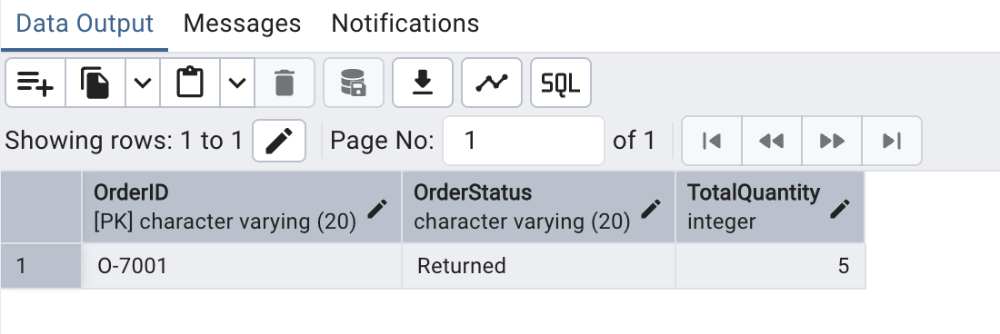 Data Output Messages Notifications
SQL
Showing rows: 1 to 1 Page No: 1 of 1
OrderID OrderStatus TotalQuantity
[PK] character varying (20) character varying (20) integer
1 O-7001 Returned 5